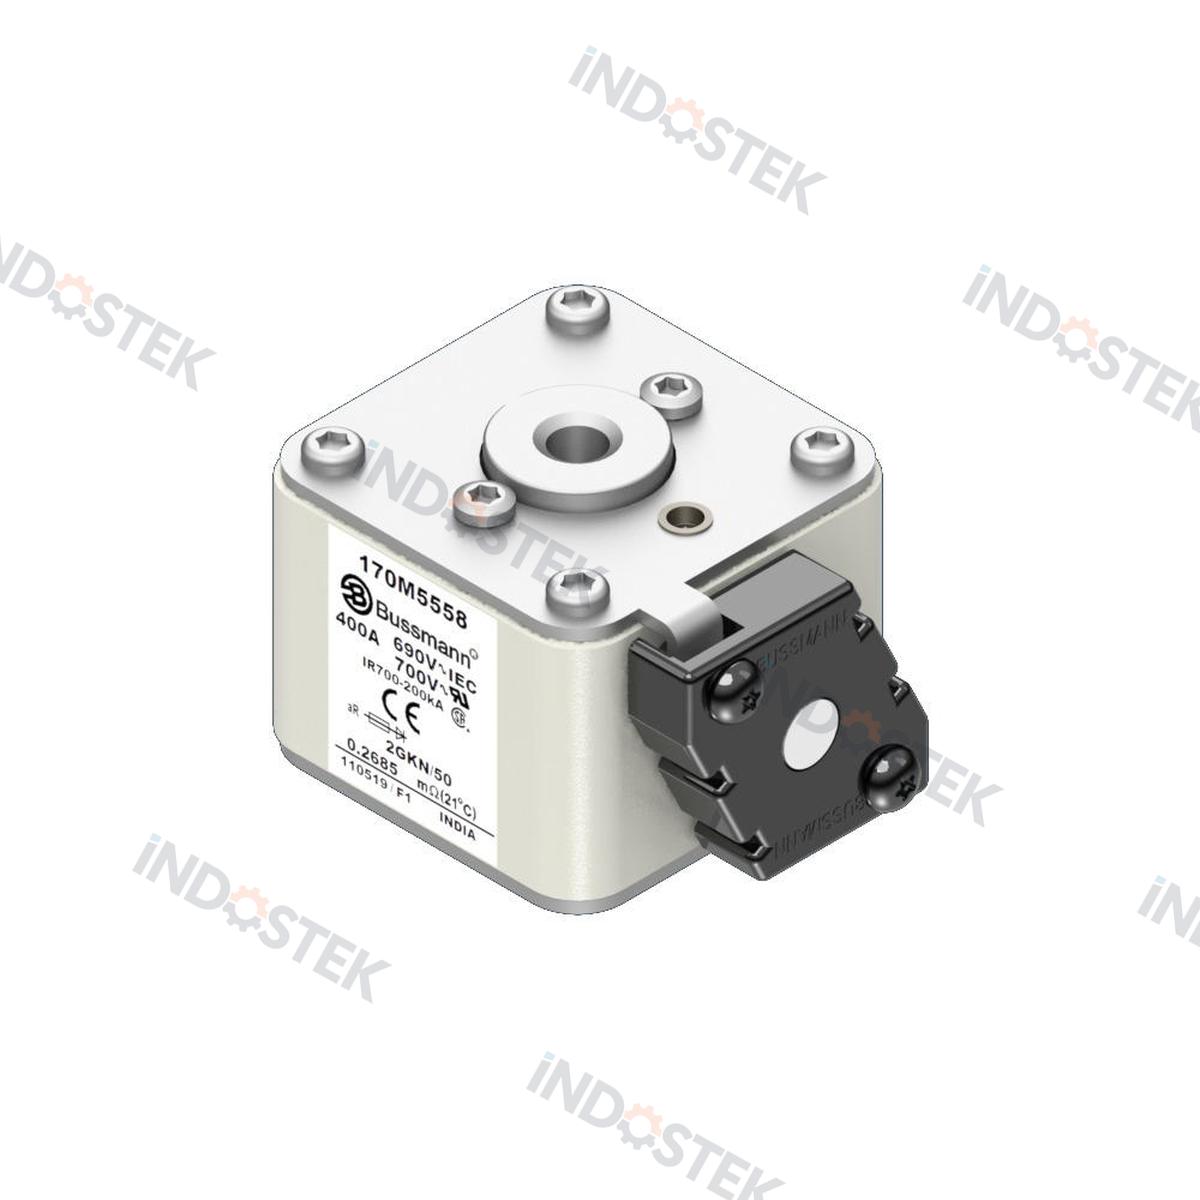 iNDOSTEK
iNDOSTEK
iNDOSTEK
iNDOSTEK
170M5558
Bussmann
400A 690V~IEC
700V~
IR700-200kA
CE
aR
2GKN/50
0.2685 mΩ(21°C)
110519/F1 INDIA
BUSSMANN
BUSSMANN
iNDOSTEK
iNDOSTEK
iNDOSTEK